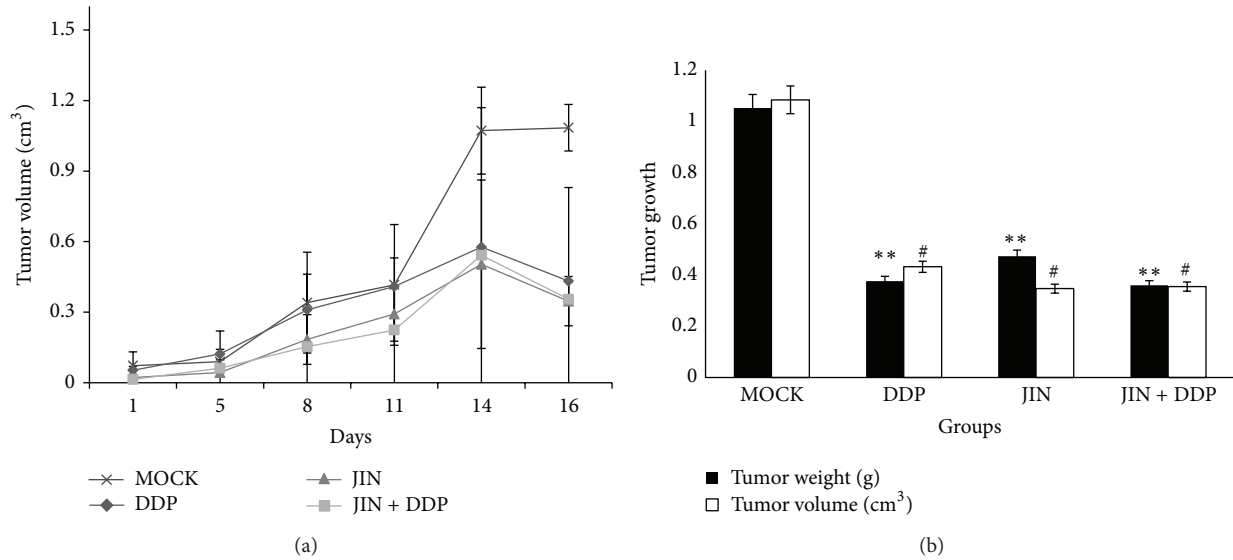 1.5
1.2
0.9
0.6
0.3
0
Tumor volume (cm³)
1 5 8 11 14 16
Days
MOCK JIN
DDP JIN + DDP
(a)
1.2
1
0.8
0.6
0.4
0.2
0
Tumor growth
** # ** # ** #
MOCK DDP JIN JIN + DDP
Groups
Tumor weight (g)
Tumor volume (cm³)
(b)